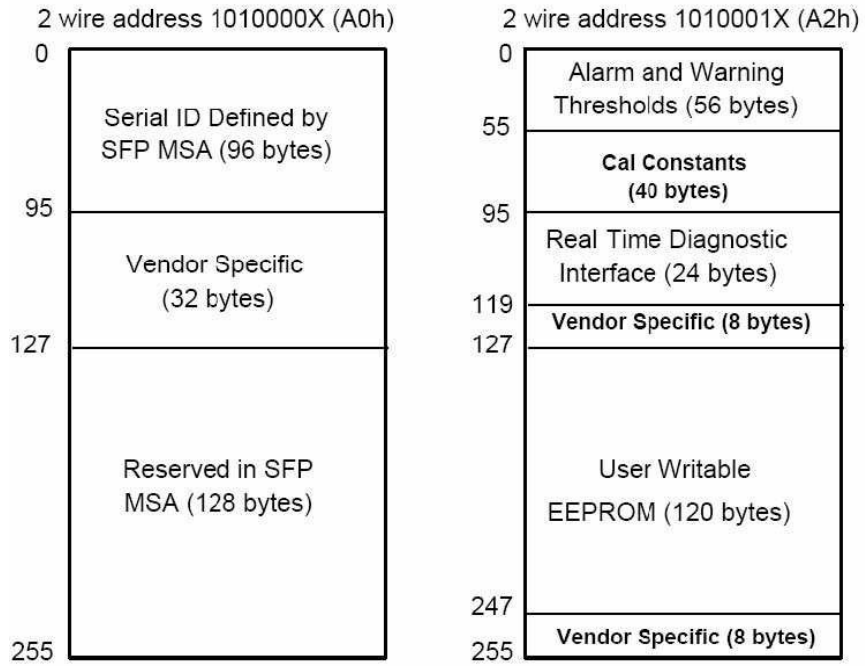 2 wire address 1010000X (A0h)
0
Serial ID Defined by
SFP MSA (96 bytes)
95
Vendor Specific
(32 bytes)
127
Reserved in SFP
MSA (128 bytes)
255
2 wire address 1010001X (A2h)
0
Alarm and Warning
Thresholds (56 bytes)
55
Cal Constants
(40 bytes)
95
Real Time Diagnostic
Interface (24 bytes)
119
Vendor Specific (8 bytes)
127
User Writable
EEPROM (120 bytes)
247
Vendor Specific (8 bytes)
255